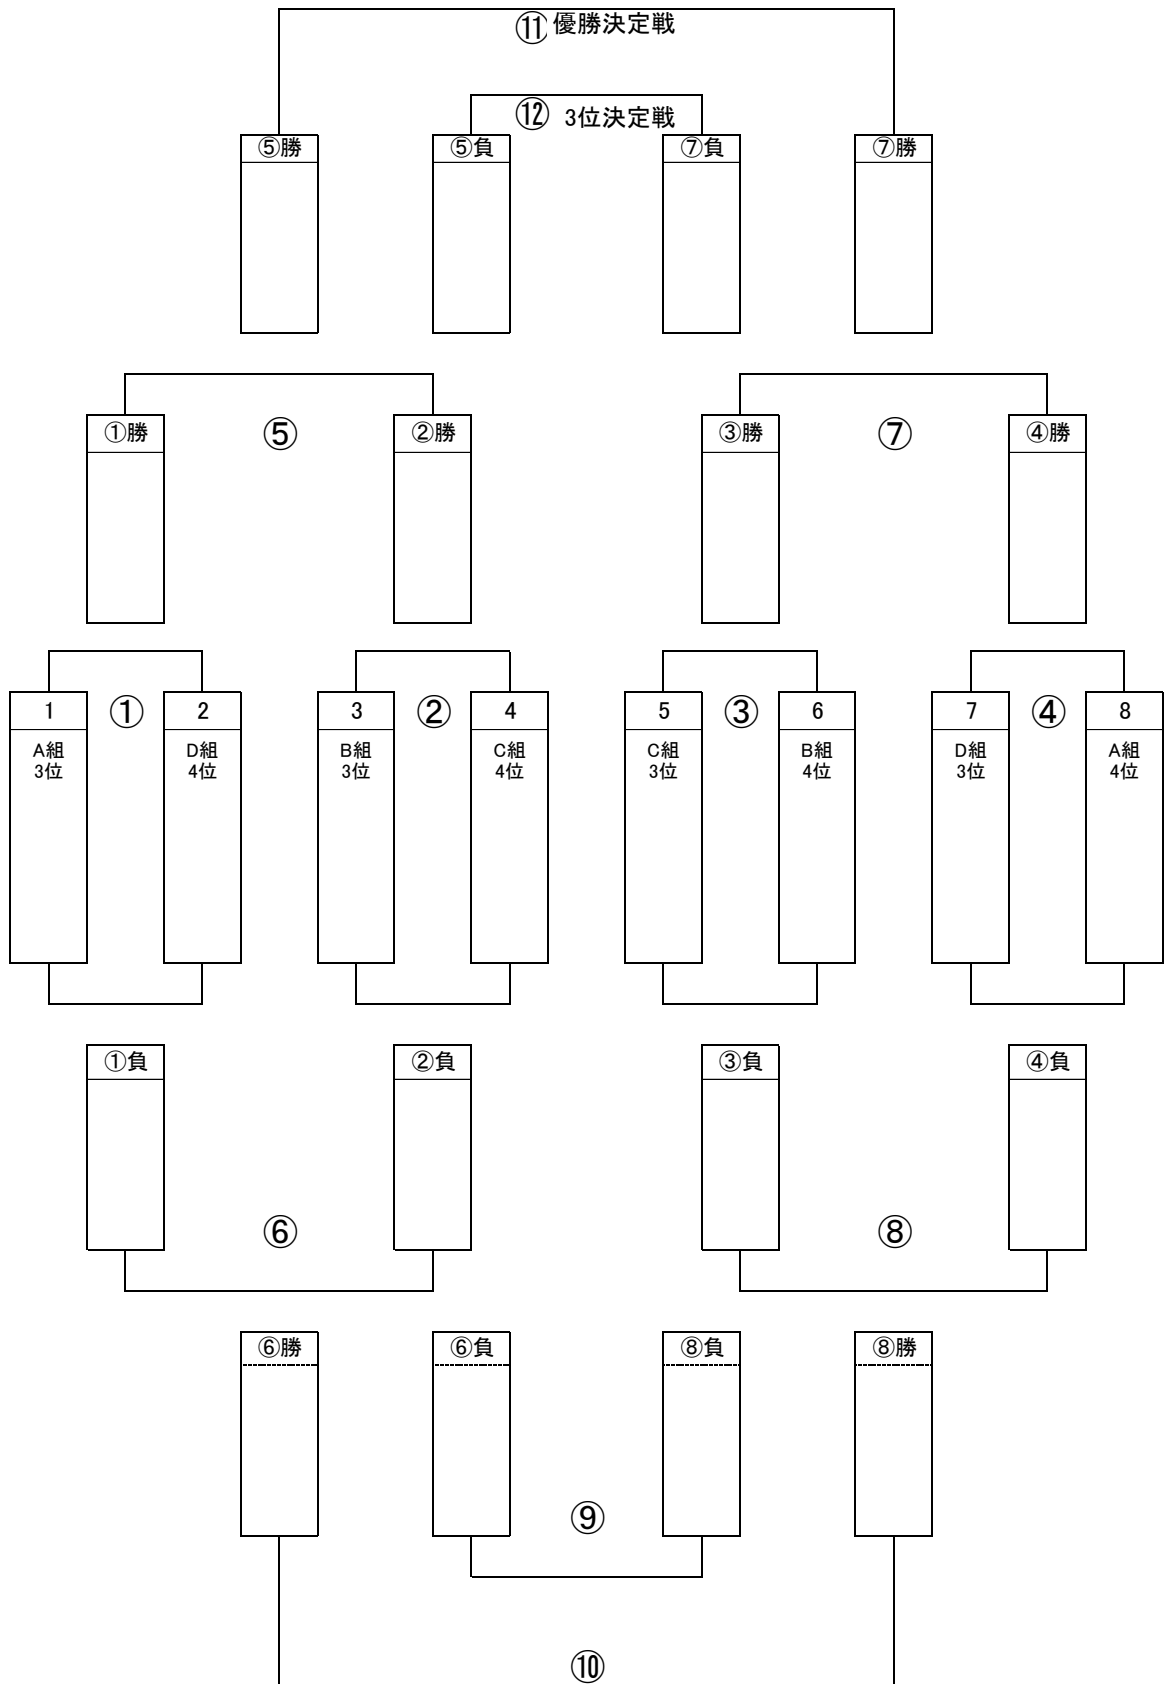 ⑪ 優勝決定戦
⑫ 3位決定戦
⑤勝 ⑤負 ⑦負 ⑦勝
①勝 ⑤ ②勝 ③勝 ⑦ ④勝
1 ① 2 3 ② 4 5 ③ 6 7 ④ 8
A組 D組 B組 C組 C組 B組 D組 A組
3位 4位 3位 4位 3位 4位 3位 4位
①負 ②負 ③負 ④負
⑥ ⑧
⑥勝 ⑥負 ⑧負 ⑧勝
⑨
⑩